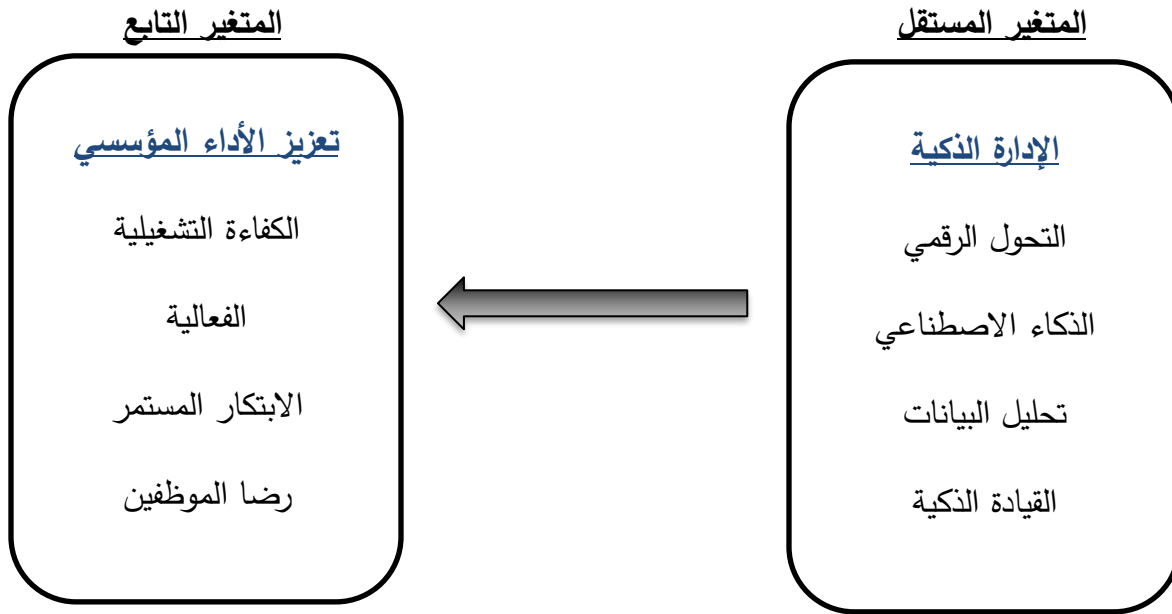 المتغير المستقل
الإدارة الذكية
التحول الرقمي
الذكاء الاصطناعي
تحليل البيانات
القيادة الذكية
المتغير التابع
تعزيز الأداء المؤسسي
الكفاءة التشغيلية
الفعالية
الابتكار المستمر
رضا الموظفين